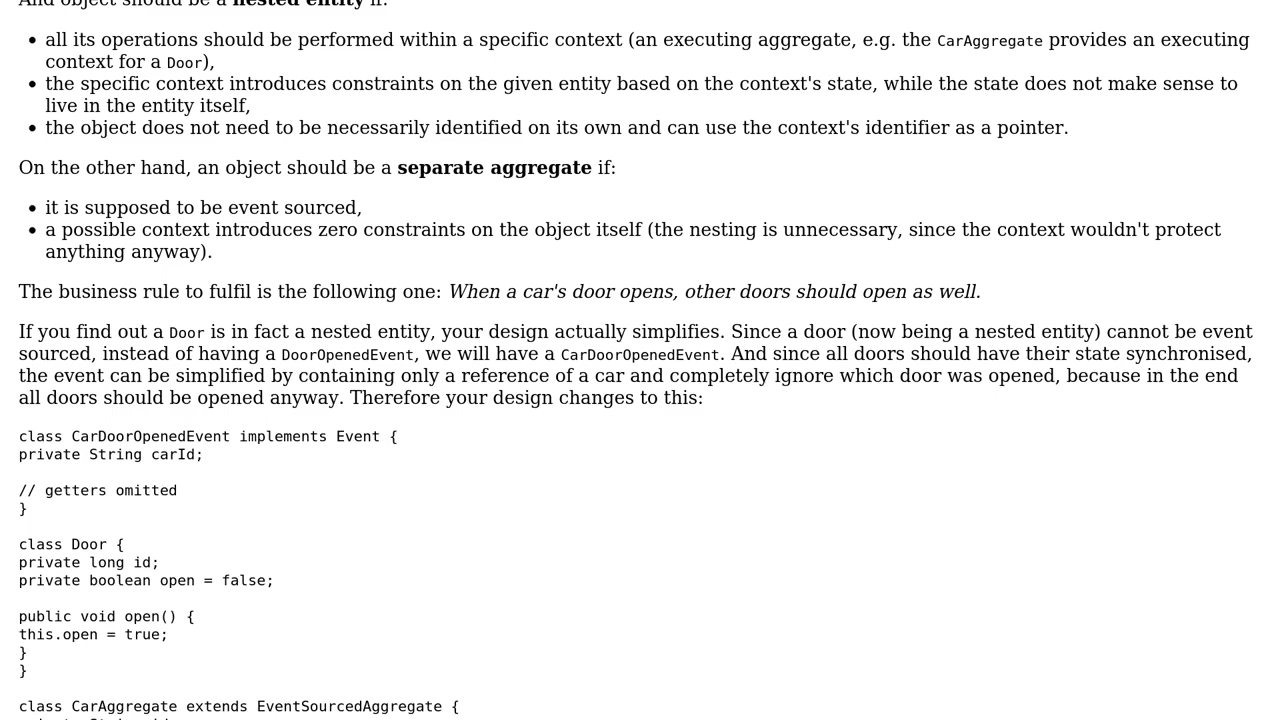 And object should be a nested entity if:
• all its operations should be performed within a specific context (an executing aggregate, e.g. the CarAggregate provides an executing
context for a Door),
• the specific context introduces constraints on the given entity based on the context's state, while the state does not make sense to
live in the entity itself,
• the object does not need to be necessarily identified on its own and can use the context's identifier as a pointer.
On the other hand, an object should be a separate aggregate if:
• it is supposed to be event sourced,
• a possible context introduces zero constraints on the object itself (the nesting is unnecessary, since the context wouldn't protect
anything anyway).
The business rule to fulfil is the following one: When a car's door opens, other doors should open as well.
If you find out a Door is in fact a nested entity, your design actually simplifies. Since a door (now being a nested entity) cannot be event
sourced, instead of having a DoorOpenedEvent, we will have a CarDoorOpenedEvent. And since all doors should have their state synchronised,
the event can be simplified by containing only a reference of a car and completely ignore which door was opened, because in the end
all doors should be opened anyway. Therefore your design changes to this:
class CarDoorOpenedEvent implements Event {
private String carId;
// getters omitted
}
class Door {
private long id;
private boolean open = false;
public void open() {
this.open = true;
}
}
class CarAggregate extends EventSourcedAggregate {